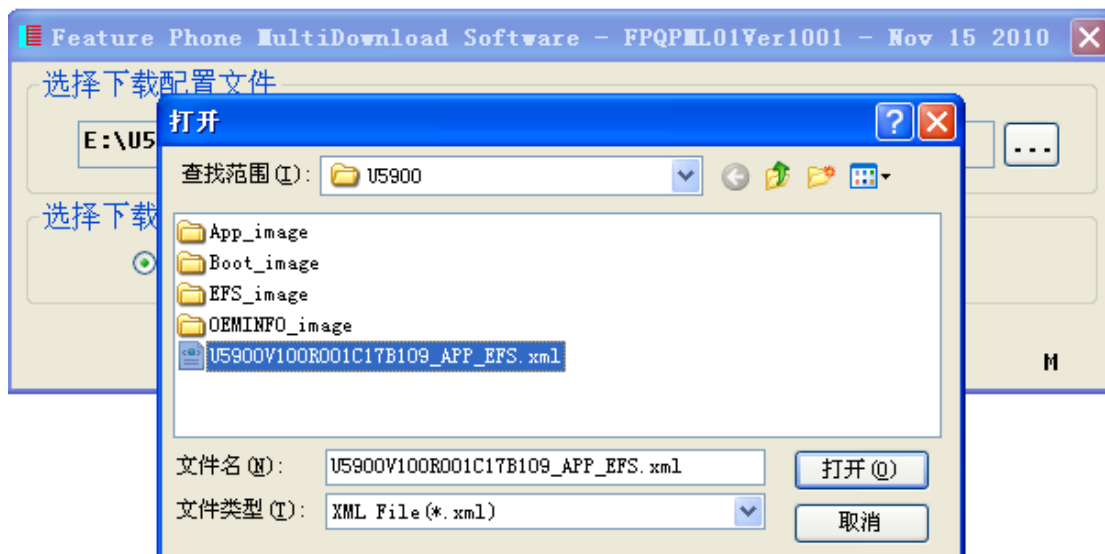 Feature Phone MultiDownload Software - FPQPML01Ver1001 - Nov 15 2010
选择下载配置文件
E:\U5
...
打开
查找范围(I):
U5900
App_image
Boot_image
EFS_image
OEMINFO_image
U5900V100R001C17B109_APP_EFS.xml
选择下载
M
文件名(N):
U5900V100R001C17B109_APP_EFS.xml
打开(O)
文件类型(T):
XML File(*.xml)
取消